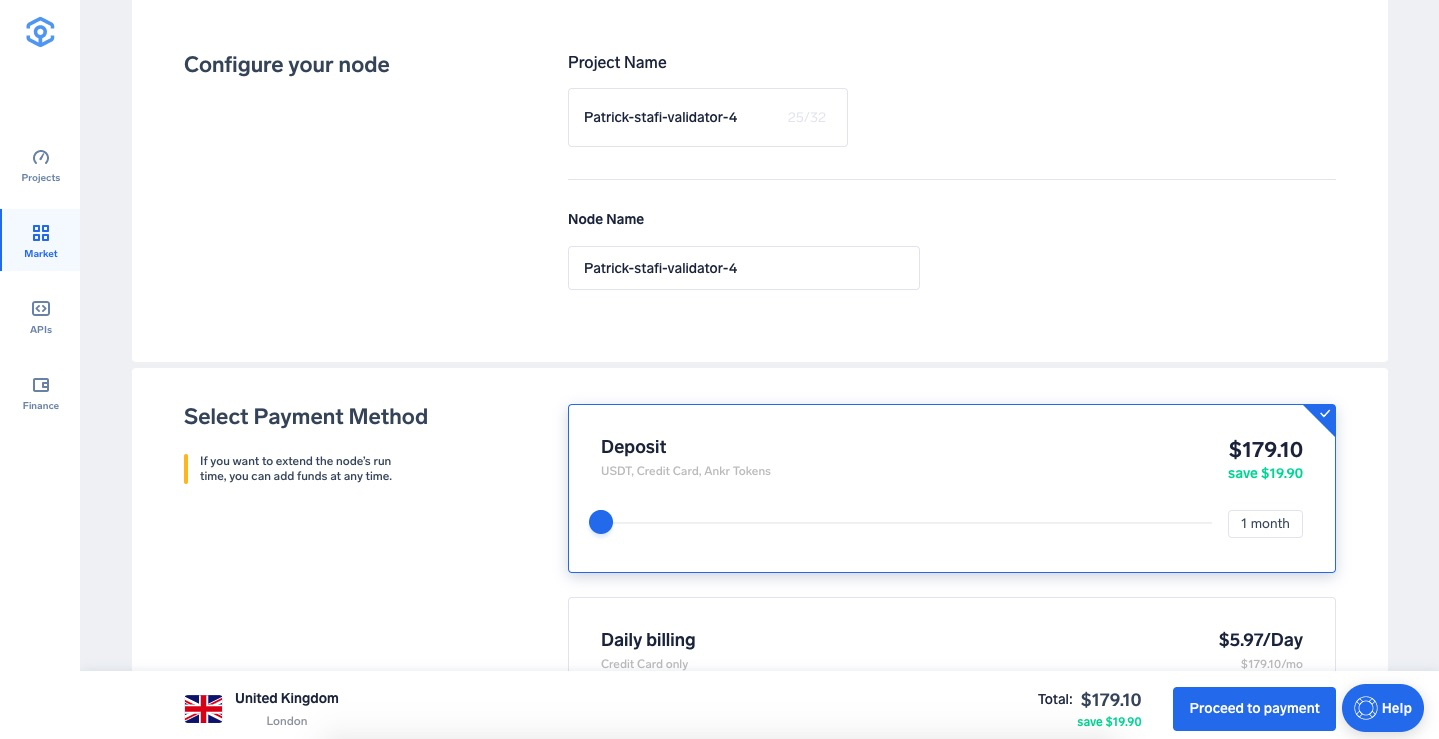 Projects
Market
APIs
Finance
Configure your node
Project Name
Patrick-stafi-validator-4 25/32
Node Name
Patrick-stafi-validator-4
Select Payment Method
If you want to extend the node's run
time, you can add funds at any time.
Deposit
USDT, Credit Card, Ankr Tokens
$179.10
save $19.90
1 month
Daily billing
Credit Card only
$5.97/Day
$179.10/mo
United Kingdom
London
Total: $179.10
save $19.90
Proceed to payment
Help